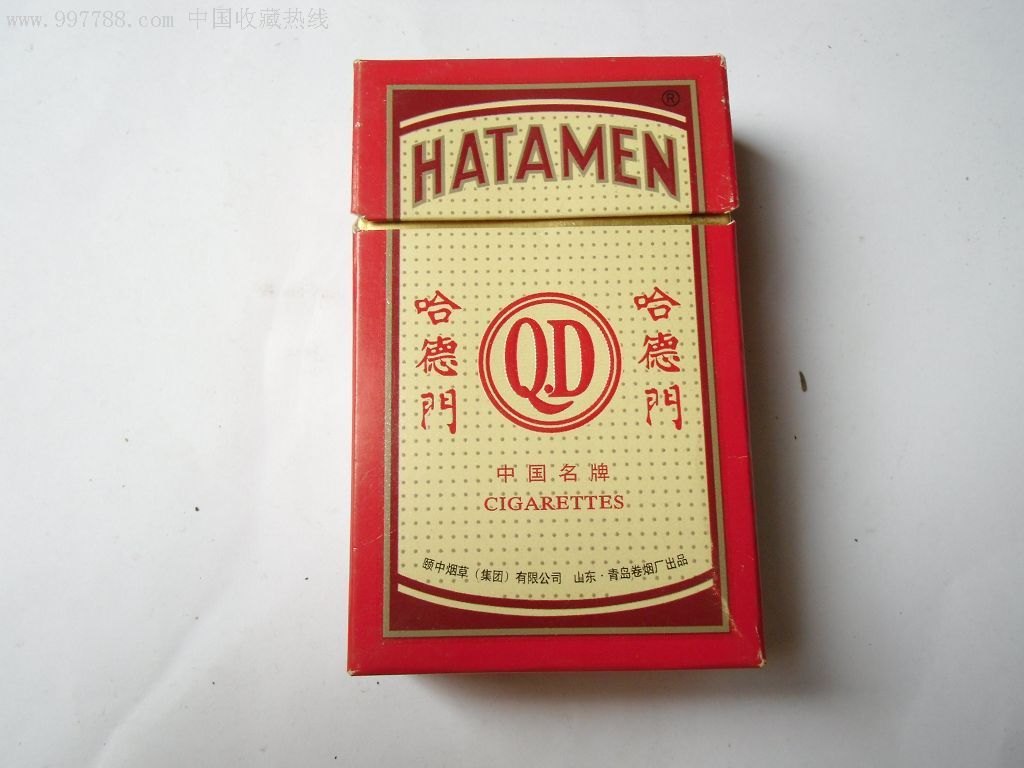 www.997788.com 中国收藏热线
®
HATAMEN
哈德門
哈德門
Q.D
中国名牌
CIGARETTES
颐中烟草（集团）有限公司 山东·青岛卷烟厂出品